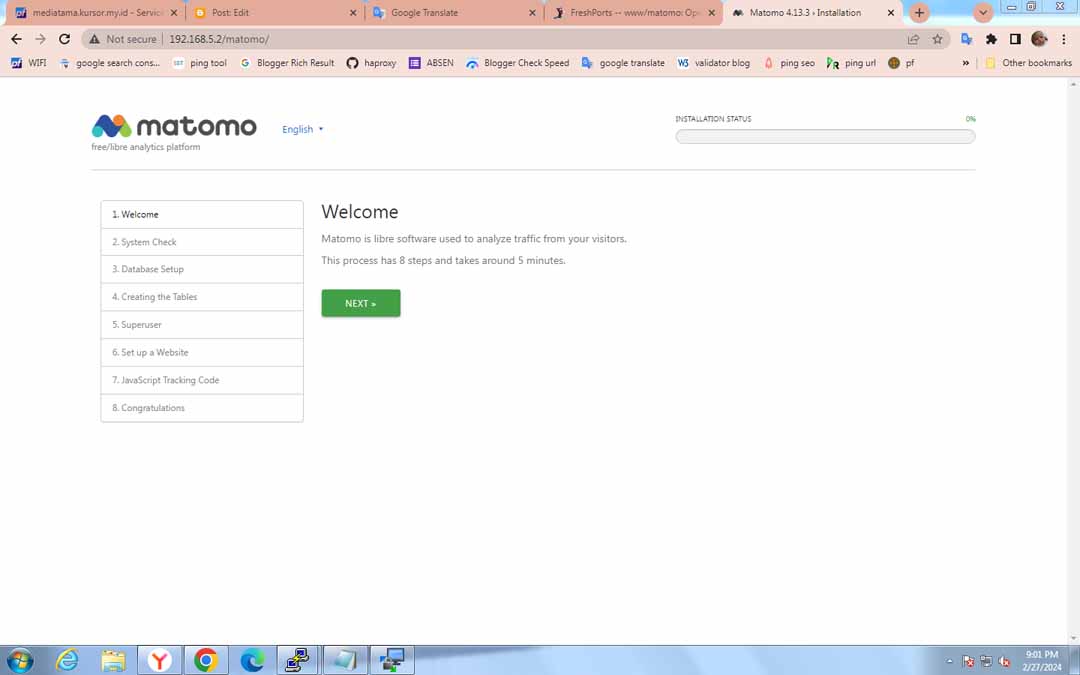 mediatama.kursor.my.id - Service
Post: Edit
Google Translate
FreshPorts -- www/matomo: Ope
Matomo 4.13.3 › Installation
Not secure
192.168.5.2/matomo/
WIFI
google search cons...
ping tool
Blogger Rich Result
haproxy
ABSEN
Blogger Check Speed
google translate
validator blog
ping seo
ping url
pf
»
Other bookmarks
matomo
free/libre analytics platform
English
INSTALLATION STATUS
0%
1. Welcome
2. System Check
3. Database Setup
4. Creating the Tables
5. Superuser
6. Set up a Website
7. JavaScript Tracking Code
8. Congratulations
Welcome
Matomo is libre software used to analyze traffic from your visitors.
This process has 8 steps and takes around 5 minutes.
NEXT »
9:01 PM
2/27/2024